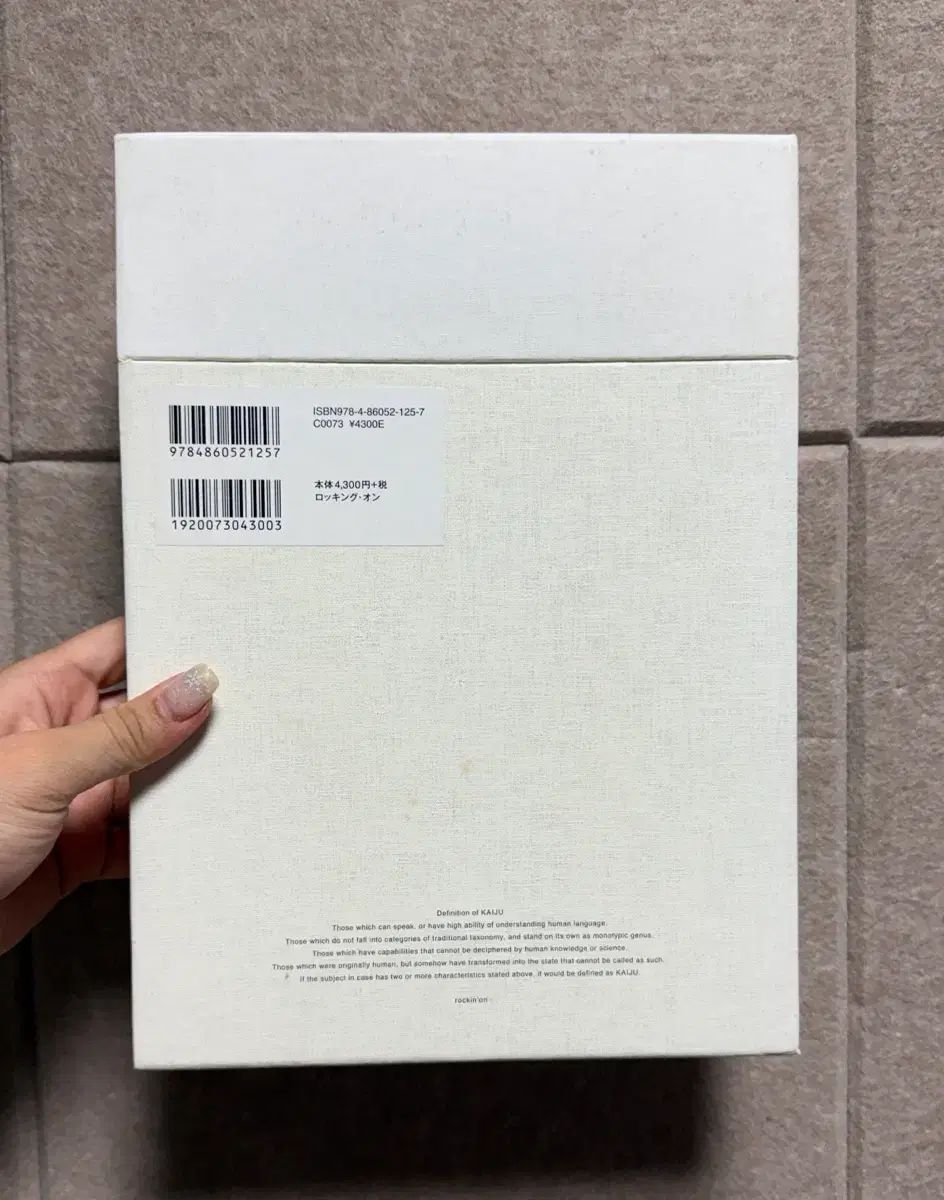 ISBN978-4-86052-125-7
C0073 ¥4300E
9784860521257
本体4,300円+税
ロッキング・オン
1920073043003
Definition of KAIJU
Those which can speak, or have high ability of understanding human language.
Those which do not fall into categories of traditional taxonomy, and stand on its own as monotypic genus.
Those which have capabilities that cannot be deciphered by human knowledge or science.
Those which were originally human, but somehow have transformed into the state that cannot be called as such.
If the subject in case has two or more characteristics stated above, it would be defined as KAIJU.
rockin'on